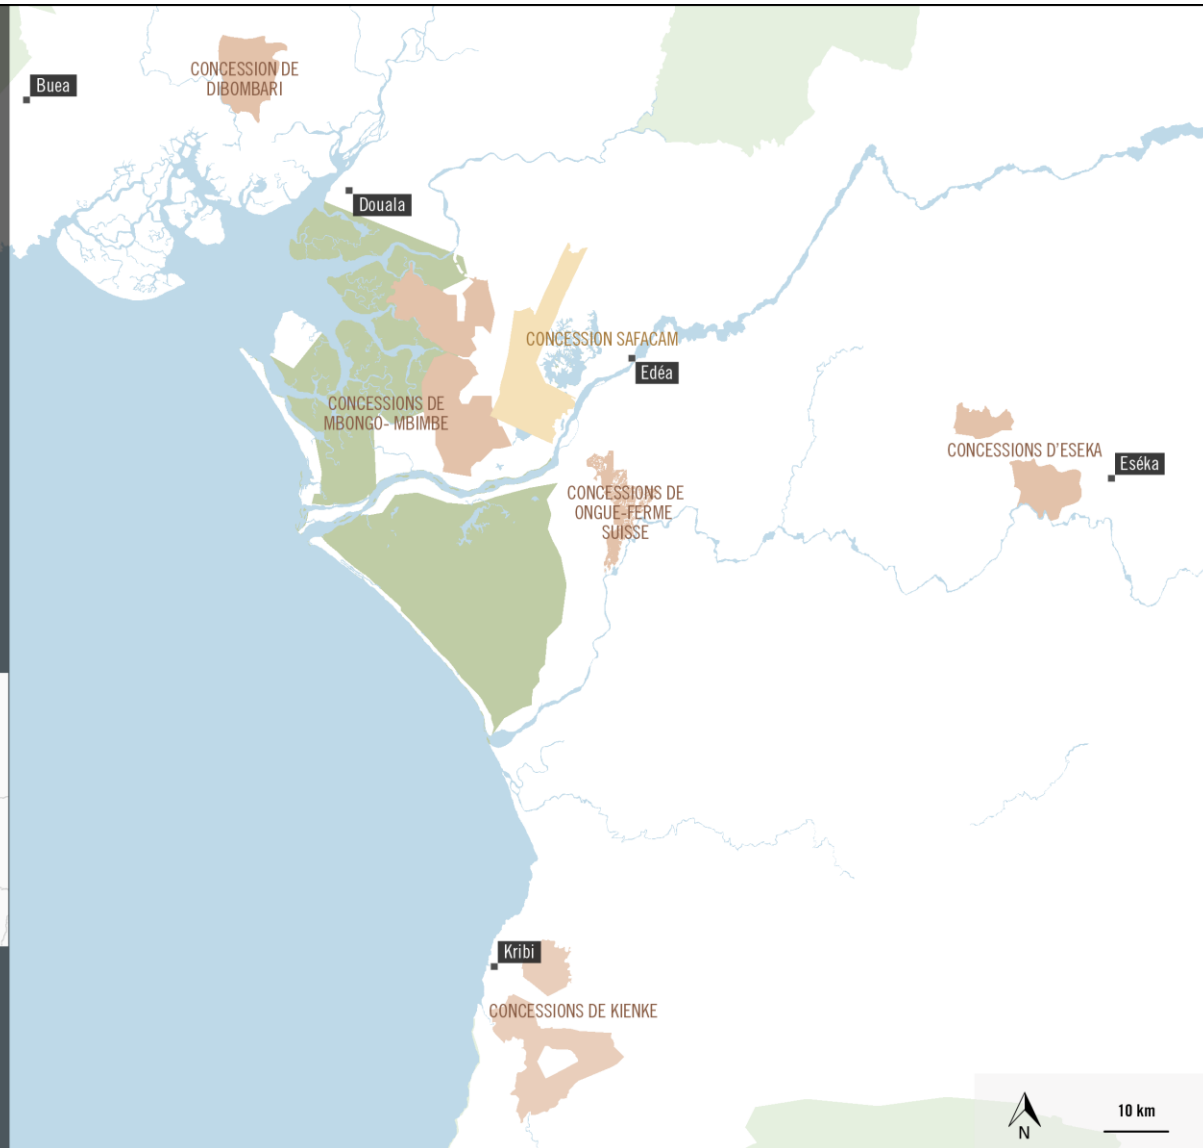 CONCESSION DE
DIBOMBARI
Buea
Douala
CONCESSION SAFACAM
Edéa
CONCESSIONS DE
MBONGO- MBIMBE
CONCESSIONS D'ESEKA
Eséka
CONCESSIONS DE
ONGUE-FERME
SUISSE
Kribi
CONCESSIONS DE KIENKE
10 km
N